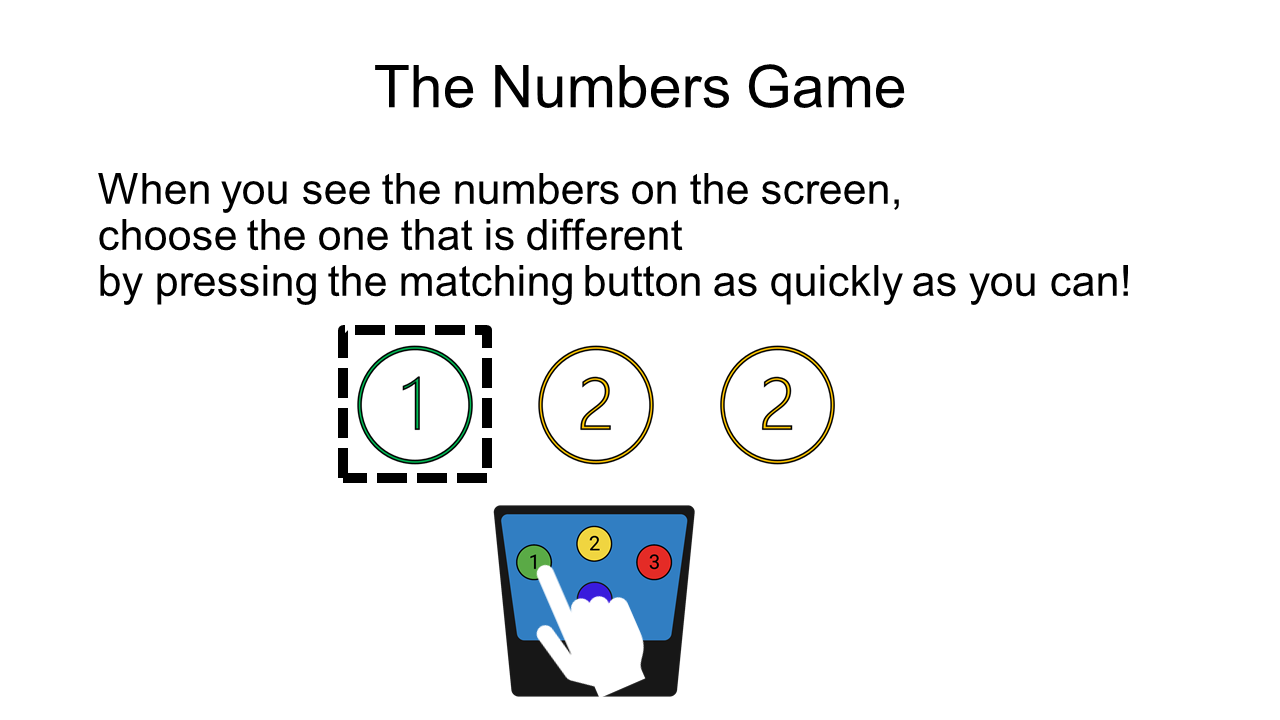 The Numbers Game
When you see the numbers on the screen,
choose the one that is different
by pressing the matching button as quickly as you can!
1 2 2
2
1 3